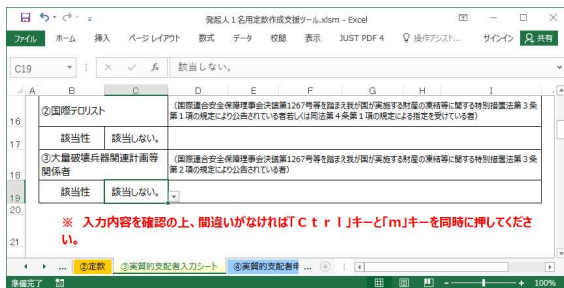 発起人１名用定款作成支援ツール.xlsm - Excel
ファイル ホーム 挿入 ページ レイアウト 数式 データ 校閲 表示 JUST PDF 4 操作アシスト... サインイン 共有
C19 fx 該当しない。
A B C D E F G H I
16 ②国際テロリスト （国際連合安全保障理事会決議第1267号等を踏まえ我が国が実施する財産の凍結等に関する特別措置法第３条
第１項の規定により公告されている者若しくは同法第４条第１項の規定による指定を受けている者）
17 該当性 該当しない。
18 ③大量破壊兵器関連計画等
関係者
（国際連合安全保障理事会決議第1267号等を踏まえ我が国が実施する財産の凍結等に関する特別措置法第３条
第２項の規定により公告されている者）
19 該当性 該当しない。
20
21 ※ 入力内容を確認の上、間違いがなければ「Ｃｔｒｌ」キーと「m」キーを同時に押してくださ
い。
... ②定款 ③実質的支配者入力シート ④実質的支配者申 ...
準備完了 100%